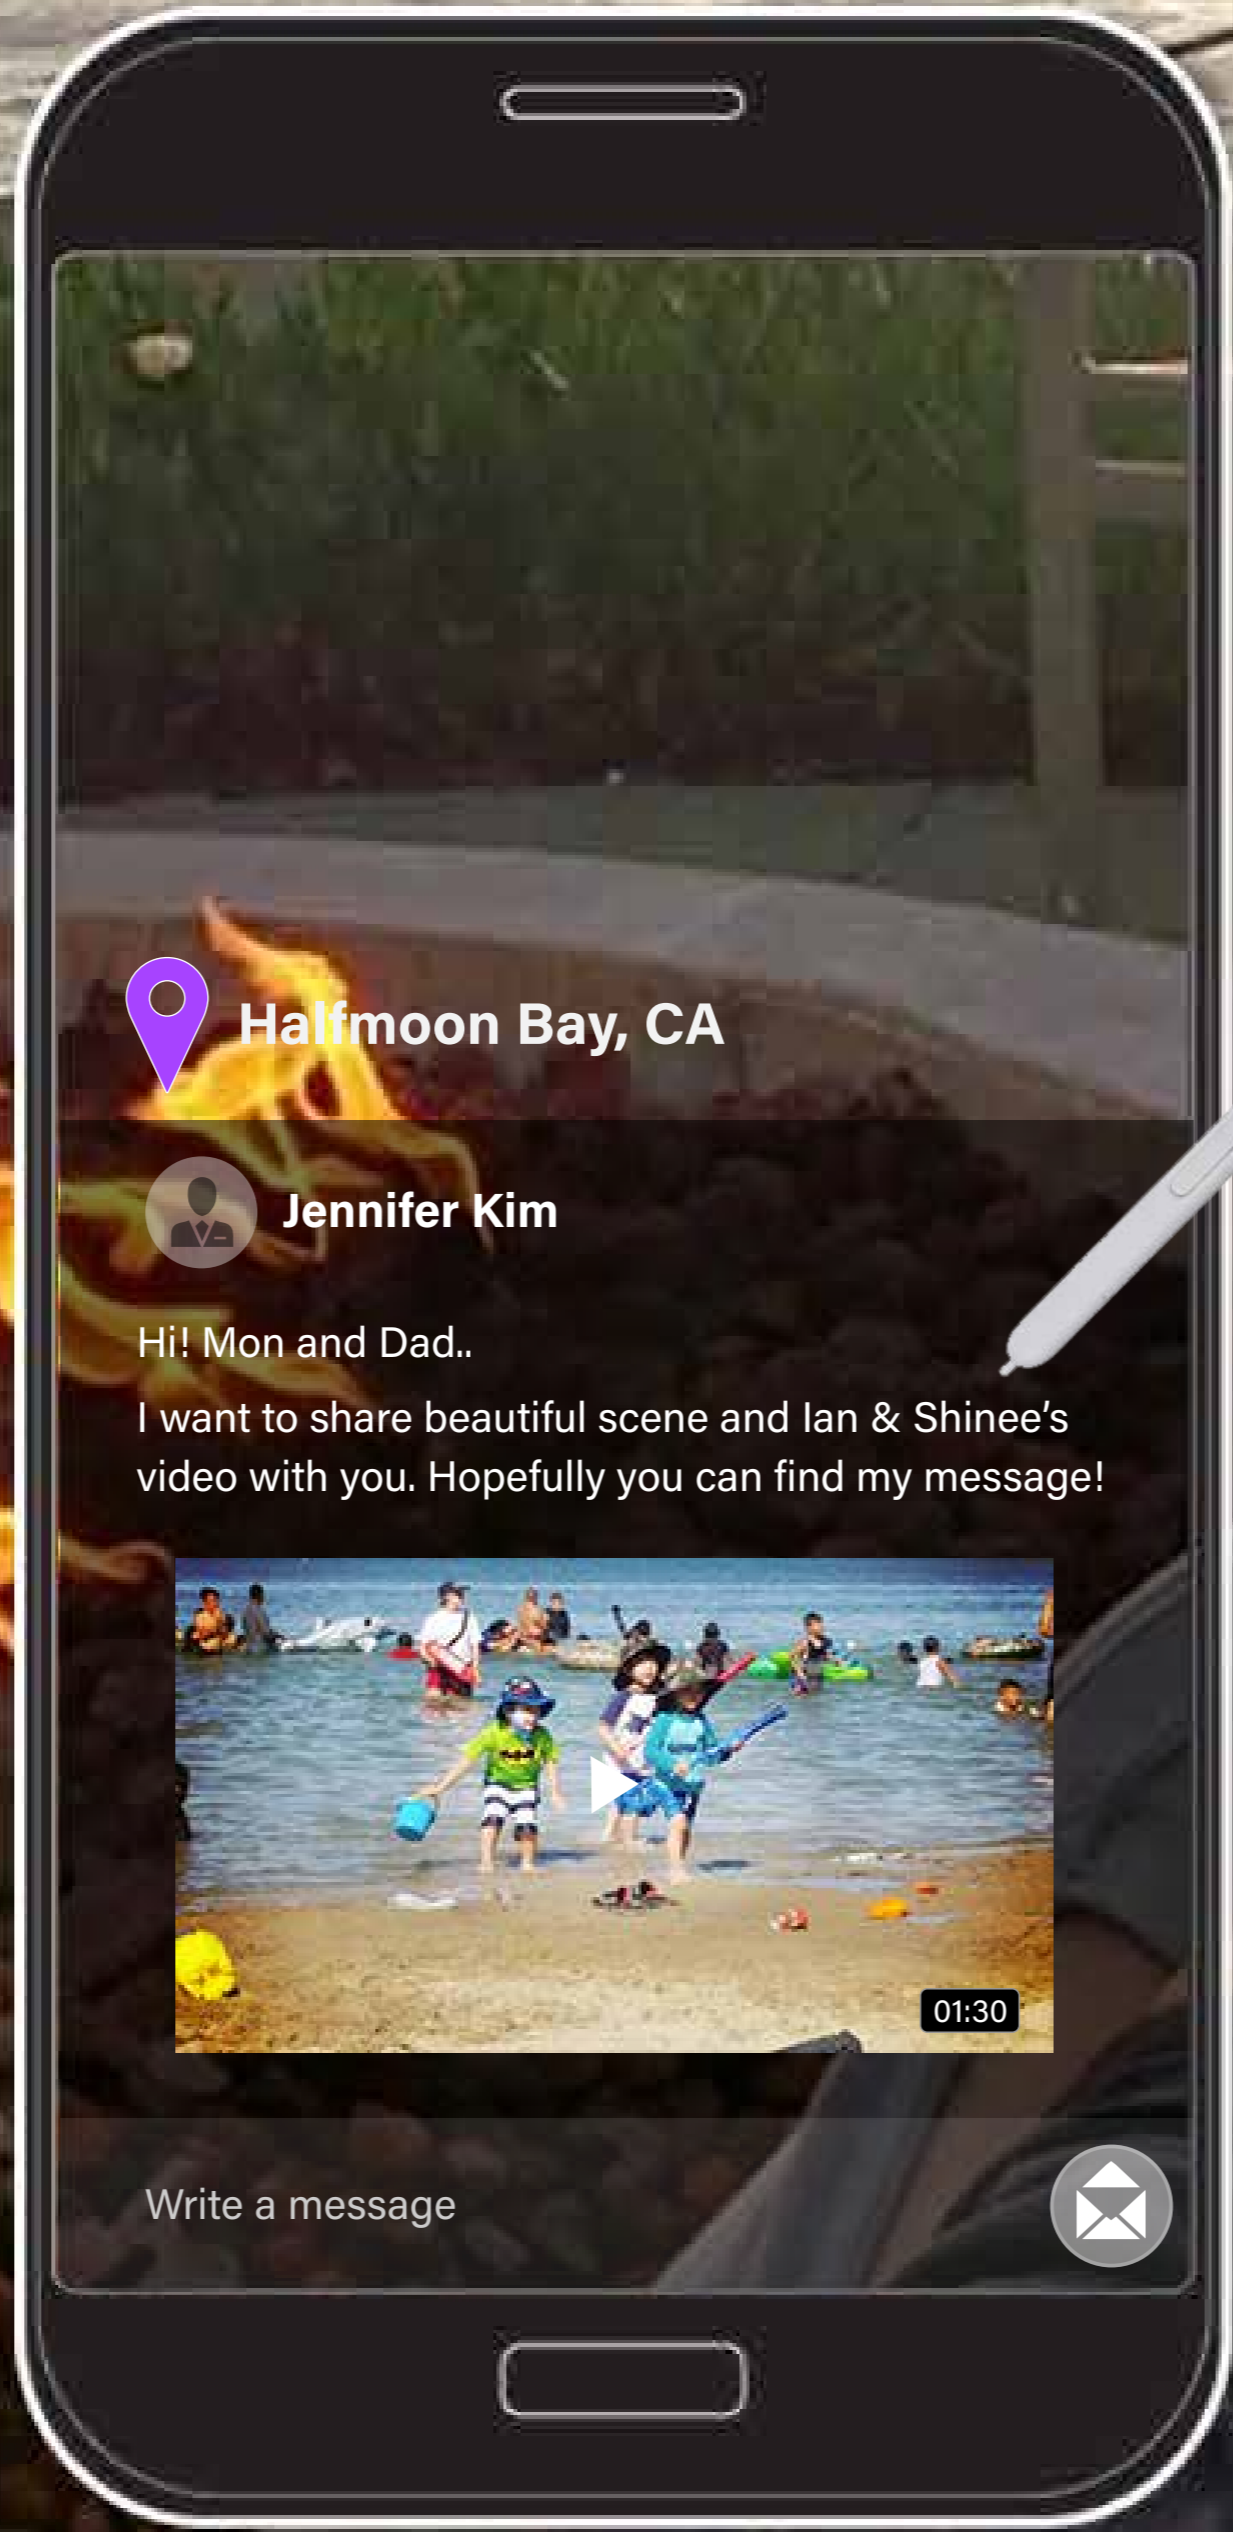 Halfmoon Bay, CA
Jennifer Kim
Hi! Mon and Dad..
I want to share beautiful scene and Ian & Shinee’s
video with you. Hopefully you can find my message!
01:30
Write a message